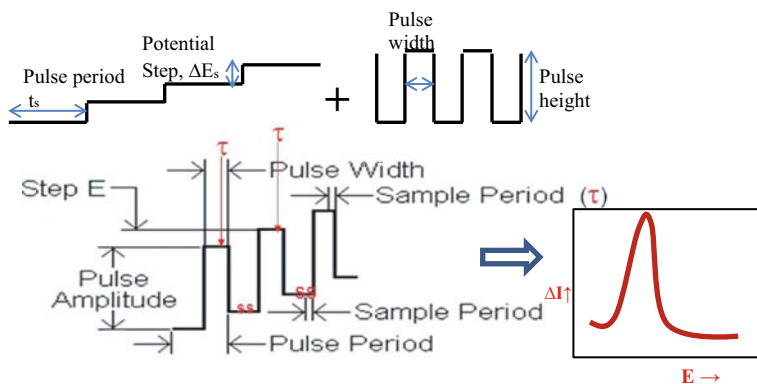 Pulse period
tₛ
Potential
Step, ΔEₛ
Pulse
width
Pulse
height
+
τ
τ
Pulse Width
Step E
Sample Period (τ)
Pulse
Amplitude
ss
ss
Sample Period
Pulse Period
ΔI↑
E →